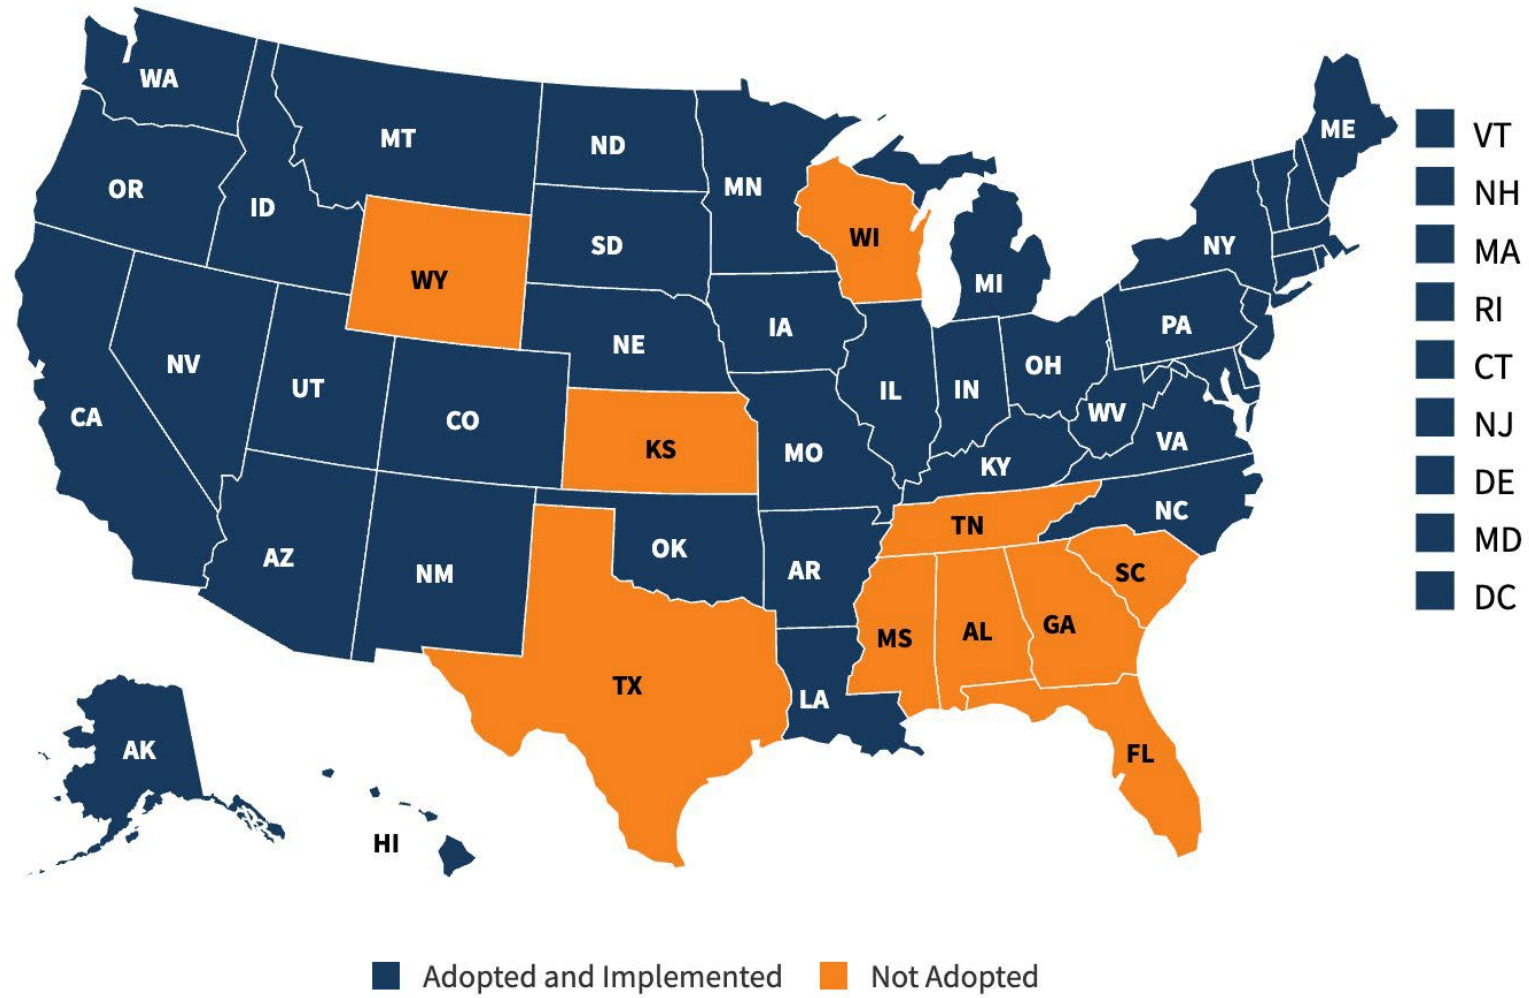 WA
ME
VT
MT
ND
OR
MN
NH
ID
WI
SD
NY
MA
WY
MI
RI
IA
PA
NE
NV
OH
CT
UT
IL
IN
CA
CO
WV
NJ
KS
MO
VA
KY
DE
NC
TN
MD
OK
AZ
NM
AR
SC
DC
GA
AL
MS
TX
LA
AK
FL
HI
Adopted and Implemented
Not Adopted